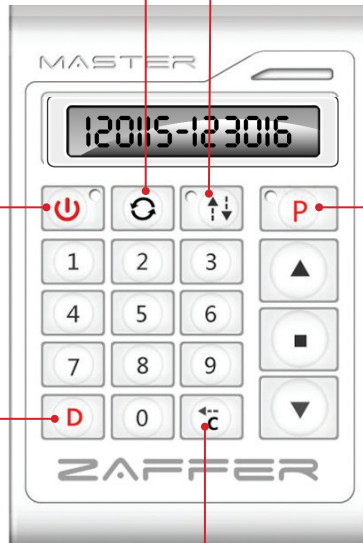 MASTER
120115-123016
P
1 2 3
4 5 6
7 8 9
D 0 C
ZAFFER